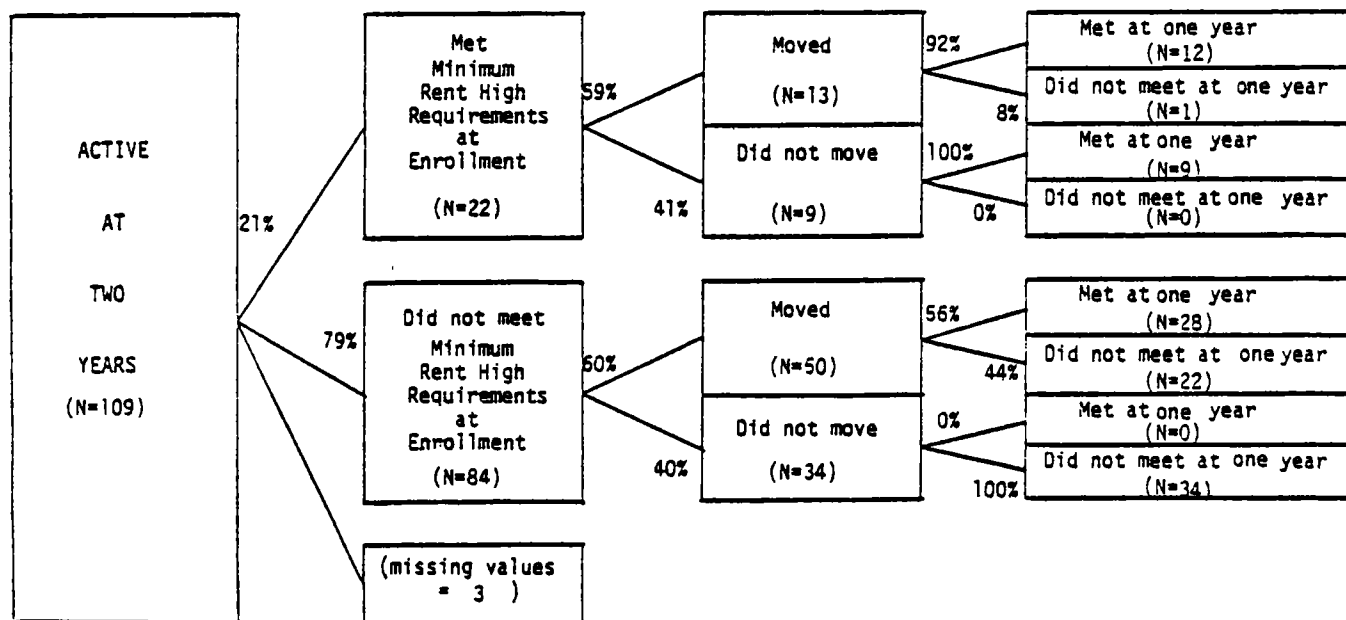 ACTIVE
AT
TWO
YEARS
(N=109)
21%
79%
Met
Minimum
Rent High
Requirements
at
Enrollment
(N=22)
59%
41%
Moved
(N=13)
92%
8%
Met at one year
(N=12)
Did not meet at one year
(N=1)
Did not move
(N=9)
100%
0%
Met at one year
(N=9)
Did not meet at one year
(N=0)
Did not meet
Minimum
Rent High
Requirements
at
Enrollment
(N=84)
60%
40%
Moved
(N=50)
56%
44%
Met at one year
(N=28)
Did not meet at one year
(N=22)
Did not move
(N=34)
0%
100%
Met at one year
(N=0)
Did not meet at one year
(N=34)
(missing values
= 3 )